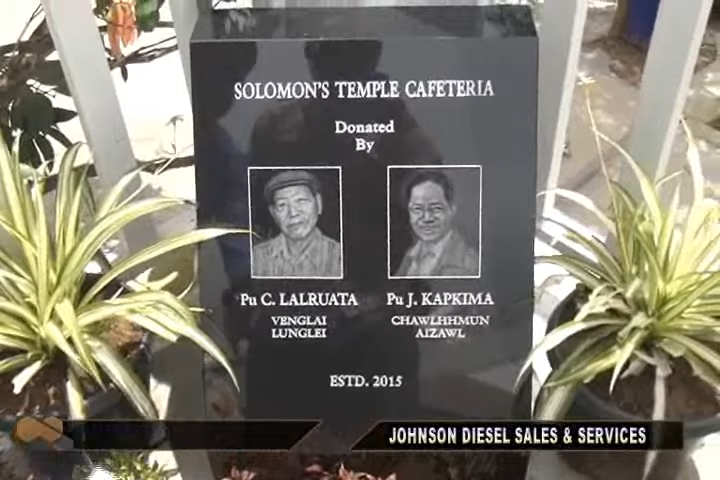 SOLOMON'S TEMPLE CAFETERIA
Donated
By
Pu C. LALRUATA
VENGLAI
LUNGLEI
Pu J. KAPKIMA
CHAWLHHMUN
AIZAWL
ESTD. 2015
JOHNSON DIESEL SALES & SERVICES